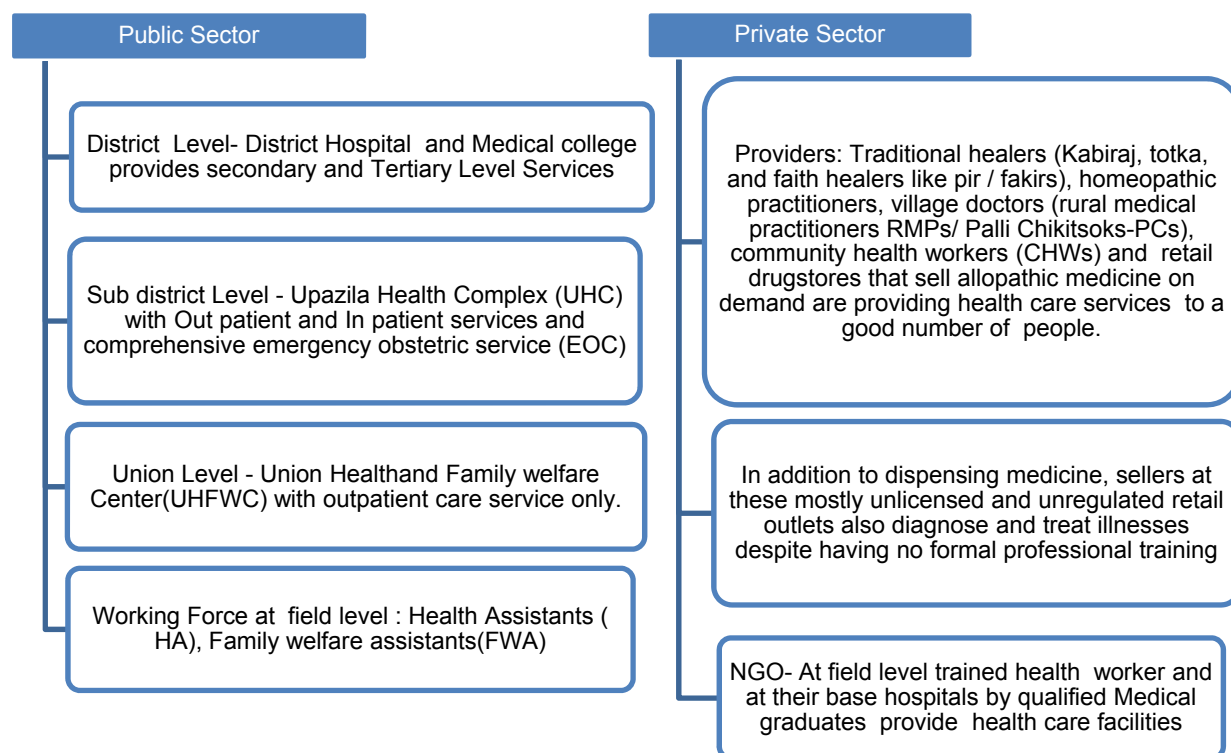 Public Sector
District Level- District Hospital and Medical college
provides secondary and Tertiary Level Services
Sub district Level - Upazila Health Complex (UHC)
with Out patient and In patient services and
comprehensive emergency obstetric service (EOC)
Union Level - Union Healthand Family welfare
Center(UHFWC) with outpatient care service only.
Working Force at field level : Health Assistants (
HA), Family welfare assistants(FWA)
Private Sector
Providers: Traditional healers (Kabiraj, totka,
and faith healers like pir / fakirs), homeopathic
practitioners, village doctors (rural medical
practitioners RMPs/ Palli Chikitsoks-PCs),
community health workers (CHWs) and retail
drugstores that sell allopathic medicine on
demand are providing health care services to a
good number of people.
In addition to dispensing medicine, sellers at
these mostly unlicensed and unregulated retail
outlets also diagnose and treat illnesses
despite having no formal professional training
NGO- At field level trained health worker and
at their base hospitals by qualified Medical
graduates provide health care facilities